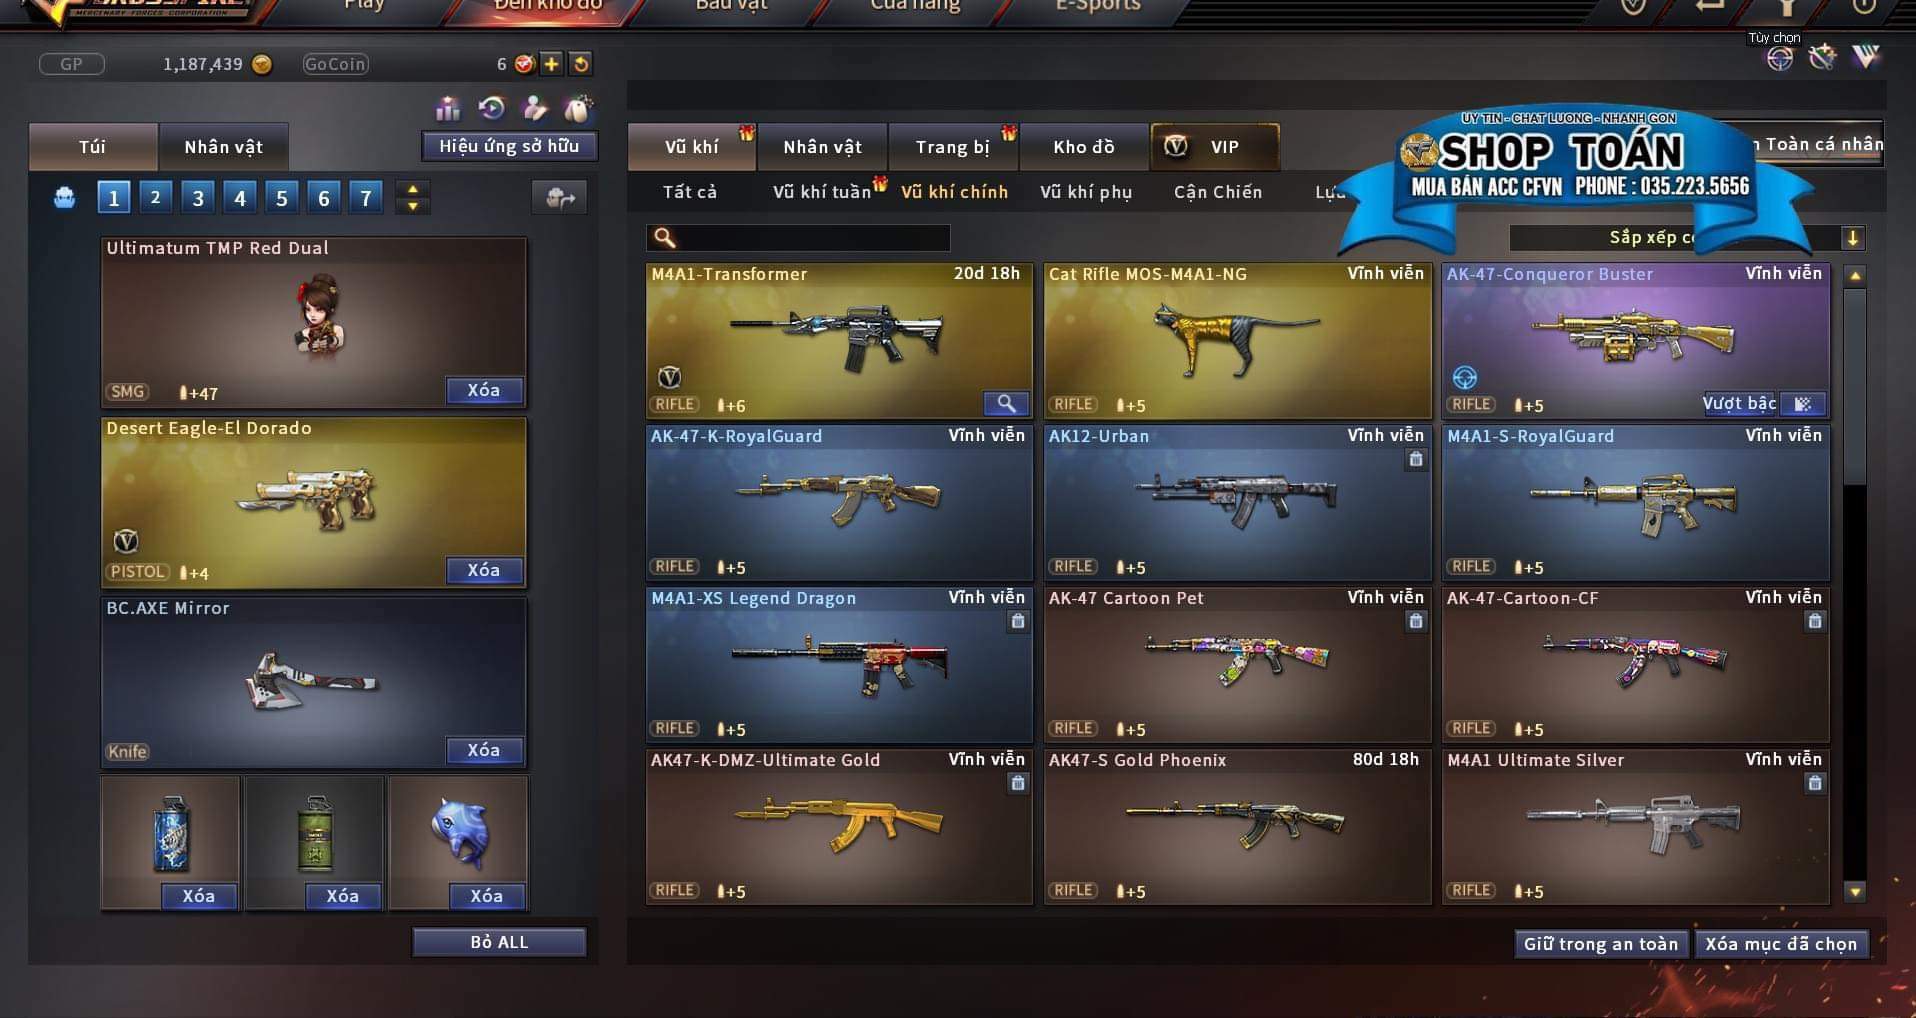 MERCENARY FORCES CORPORATION
Play
Đến kho đồ
Báu vật
Cửa hàng
E-Sports
Tùy chọn
GP
1,187,439
GoCoin
6
Hiệu ứng sở hữu
Túi
Nhân vật
1
2
3
4
5
6
7
Ultimatum TMP Red Dual
SMG
+47
Xóa
Desert Eagle-El Dorado
PISTOL
+4
Xóa
BC.AXE Mirror
Knife
Xóa
Xóa
Xóa
Xóa
Bỏ ALL
Vũ khí
Nhân vật
Trang bị
Kho đồ
VIP
Toàn cá nhân
UY TIN - CHAT LUONG - NHANH GON
SHOP TOÁN
MUA BÁN ACC CFVN PHONE : 035.223.5656
Tất cả
Vũ khí tuần
Vũ khí chính
Vũ khí phụ
Cận Chiến
Sắp xếp
M4A1-Transformer
20d 18h
RIFLE
+6
Cat Rifle MOS-M4A1-NG
Vĩnh viễn
RIFLE
+5
AK-47-Conqueror Buster
Vĩnh viễn
RIFLE
+5
Vượt bậc
AK-47-K-RoyalGuard
Vĩnh viễn
RIFLE
+5
AK12-Urban
Vĩnh viễn
RIFLE
+5
M4A1-S-RoyalGuard
Vĩnh viễn
RIFLE
+5
M4A1-XS Legend Dragon
Vĩnh viễn
RIFLE
+5
AK-47 Cartoon Pet
Vĩnh viễn
RIFLE
+5
AK-47-Cartoon-CF
Vĩnh viễn
RIFLE
+5
AK47-K-DMZ-Ultimate Gold
Vĩnh viễn
RIFLE
+5
AK47-S Gold Phoenix
80d 18h
RIFLE
+5
M4A1 Ultimate Silver
Vĩnh viễn
RIFLE
+5
Giữ trong an toàn
Xóa mục đã chọn